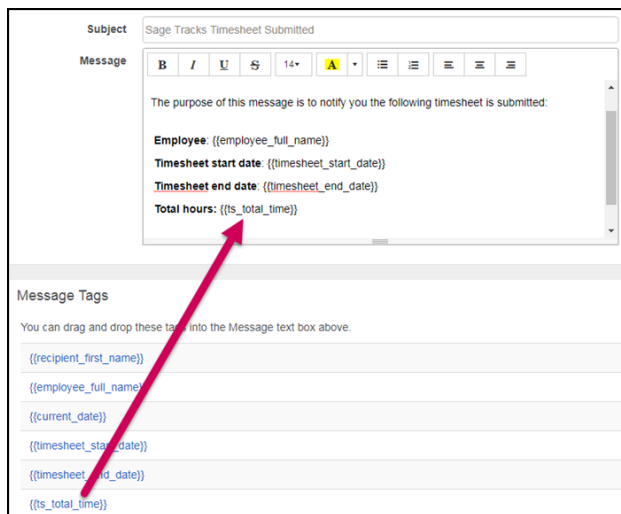 Subject Sage Tracks Timesheet Submitted
Message
B I U S 14 A
The purpose of this message is to notify you the following timesheet is submitted:
Employee: {{employee_full_name}}
Timesheet start date: {{timesheet_start_date}}
Timesheet end date: {{timesheet_end_date}}
Total hours: {{ts_total_time}}
Message Tags
You can drag and drop these tags into the Message text box above.
{{recipient_first_name}}
{{employee_full_name}}
{{current_date}}
{{timesheet_start_date}}
{{timesheet_end_date}}
{{ts_total_time}}